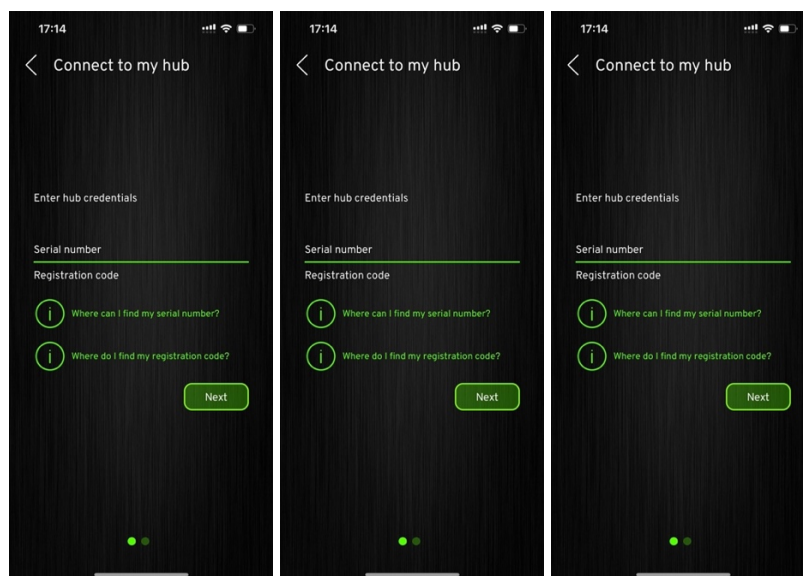 17:14
Connect to my hub
Enter hub credentials
Serial number
Registration code
Where can I find my serial number?
Where do I find my registration code?
Next
17:14
Connect to my hub
Enter hub credentials
Serial number
Registration code
Where can I find my serial number?
Where do I find my registration code?
Next
17:14
Connect to my hub
Enter hub credentials
Serial number
Registration code
Where can I find my serial number?
Where do I find my registration code?
Next